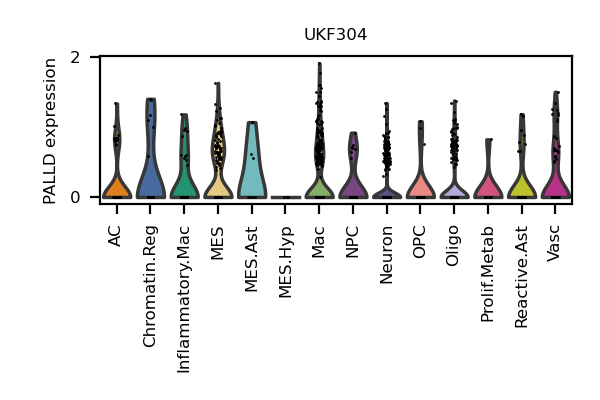 UKF304
PALLD expression
2
0
AC
Chromatin.Reg
Inflammatory.Mac
MES
MES.Ast
MES.Hyp
Mac
NPC
Neuron
OPC
Oligo
Prolif.Metab
Reactive.Ast
Vasc